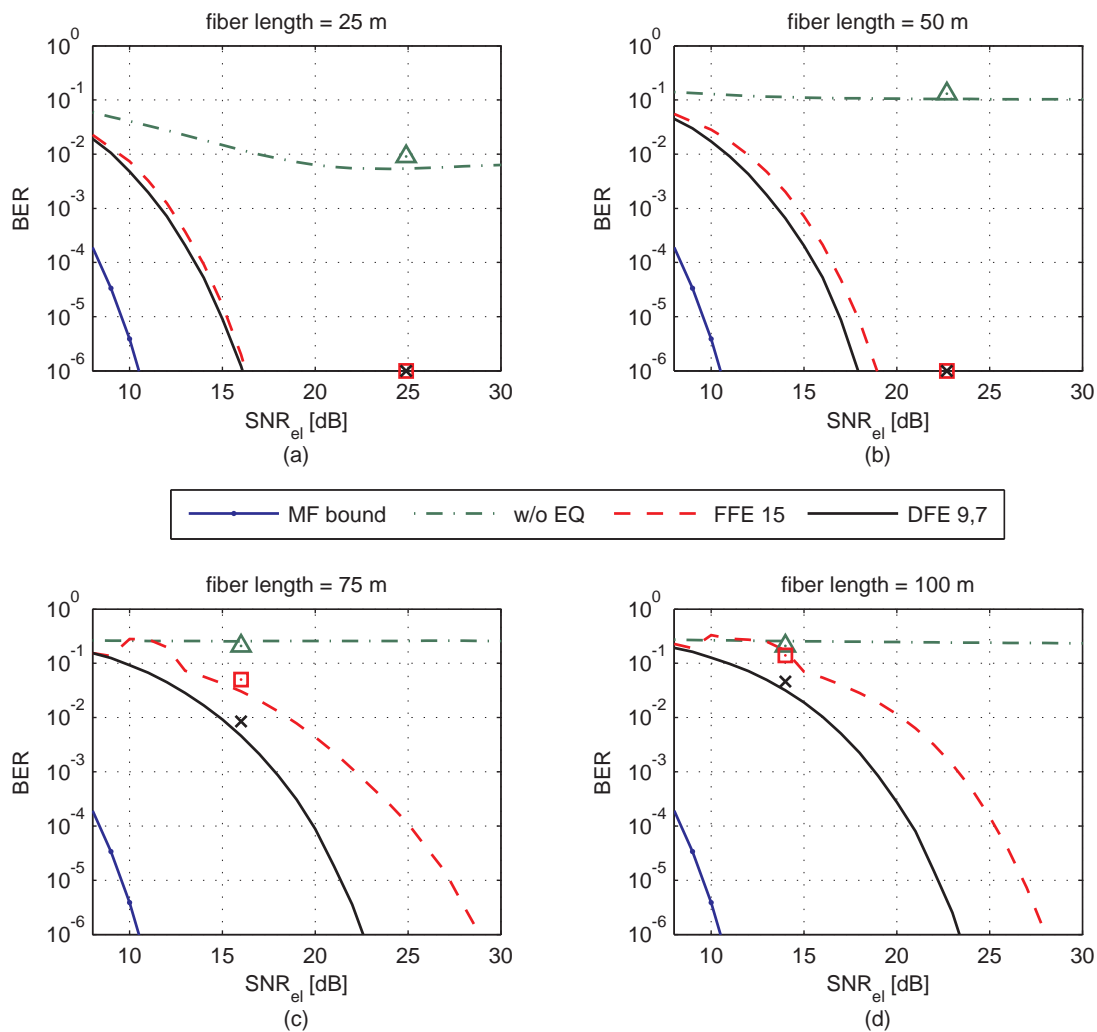 fiber length = 25 m
10^0
10^-1
10^-2
10^-3
10^-4
10^-5
10^-6
BER
10 15 20 25 30
SNR_el [dB]
(a)
fiber length = 50 m
10^0
10^-1
10^-2
10^-3
10^-4
10^-5
10^-6
BER
10 15 20 25 30
SNR_el [dB]
(b)
MF bound w/o EQ FFE 15 DFE 9,7
fiber length = 75 m
10^0
10^-1
10^-2
10^-3
10^-4
10^-5
10^-6
BER
10 15 20 25 30
SNR_el [dB]
(c)
fiber length = 100 m
10^0
10^-1
10^-2
10^-3
10^-4
10^-5
10^-6
BER
10 15 20 25 30
SNR_el [dB]
(d)